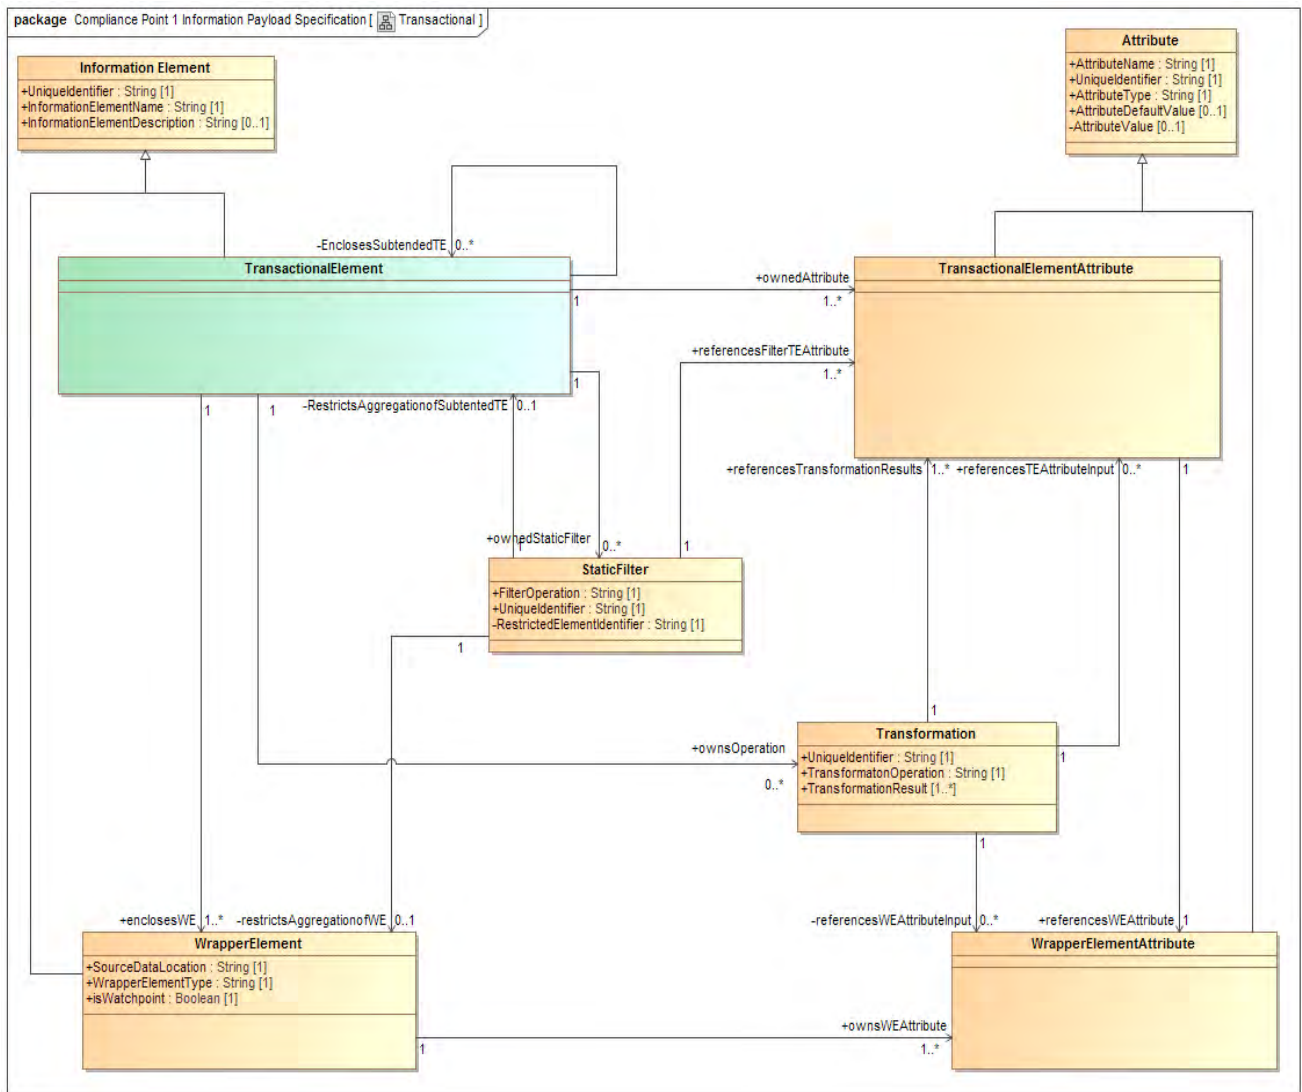 package Compliance Point 1 Information Payload Specification [ Transactional ]
Information Element
+UniqueIdentifier : String [1]
+InformationElementName : String [1]
+InformationElementDescription : String [0..1]
Attribute
+AttributeName : String [1]
+UniqueIdentifier : String [1]
+AttributeType : String [1]
+AttributeDefaultValue [0..1]
-AttributeValue [0..1]
-EnclosesSubtendedTE 0..*
TransactionalElement
1
+ownedAttribute
1..*
TransactionalElementAttribute
+referencesFilterTEAttribute
1..*
1
1
1
-RestrictsAggregationofSubtentedTE 0..1
+referencesTransformationResults 1..*
+referencesTEAttributeInput 0..*
1
+ownedStaticFilter
1
0..*
1
StaticFilter
+FilterOperation : String [1]
+UniqueIdentifier : String [1]
-RestrictedElementIdentifier : String [1]
1
1
Transformation
+UniqueIdentifier : String [1]
+TransformatonOperation : String [1]
+TransformationResult [1..*]
+ownsOperation
0..*
1
1
+enclosesWE 1..*
-restrictsAggregationofWE 0..1
-referencesWEAttributeInput 0..*
+referencesWEAttribute 1
WrapperElement
+SourceDataLocation : String [1]
+WrapperElementType : String [1]
+isWatchpoint : Boolean [1]
WrapperElementAttribute
+ownsWEAttribute
1
1..*